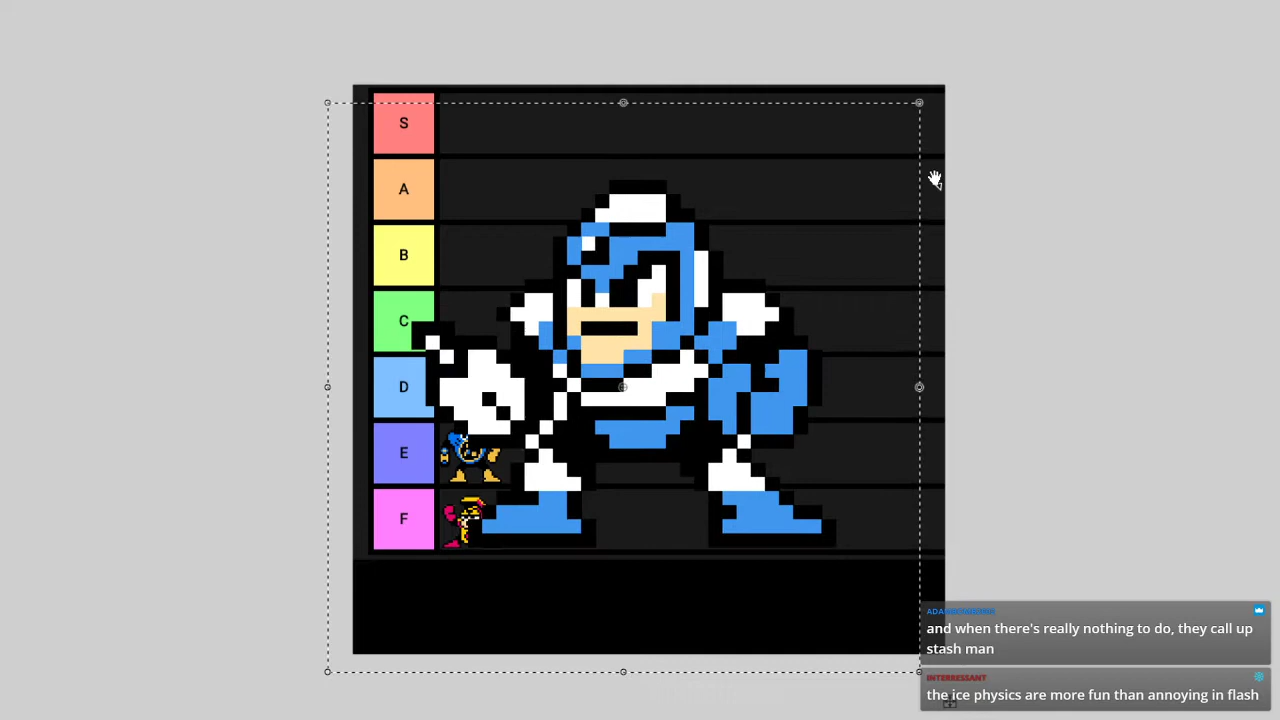 S
A
B
C
D
E
F
and when there's really nothing to do, they call up
stash man
INTERRESSANT
the ice physics are more fun than annoying in flash